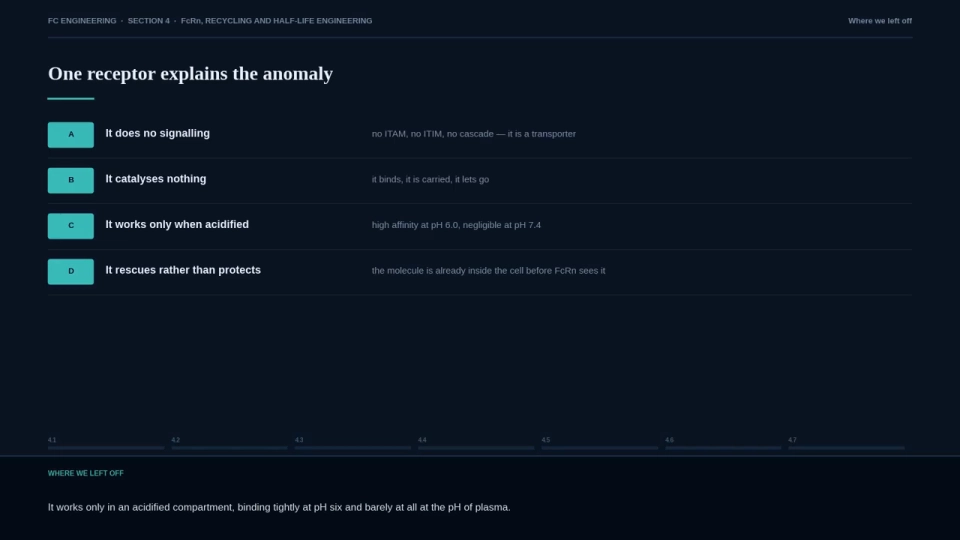 FC ENGINEERING · SECTION 4 · FcRn, RECYCLING AND HALF-LIFE ENGINEERING
Where we left off
One receptor explains the anomaly
A It does no signalling no ITAM, no ITIM, no cascade — it is a transporter
B It catalyses nothing it binds, it is carried, it lets go
C It works only when acidified high affinity at pH 6.0, negligible at pH 7.4
D It rescues rather than protects the molecule is already inside the cell before FcRn sees it
4.1 4.2 4.3 4.4 4.5 4.6 4.7
WHERE WE LEFT OFF
It works only in an acidified compartment, binding tightly at pH six and barely at all at the pH of plasma.